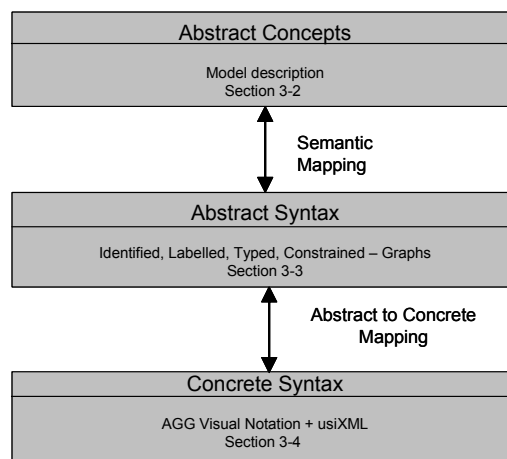 Abstract Concepts
Model description
Section 3-2
Semantic
Mapping
Abstract Syntax
Identified, Labelled, Typed, Constrained – Graphs
Section 3-3
Abstract to Concrete
Mapping
Concrete Syntax
AGG Visual Notation + usiXML
Section 3-4